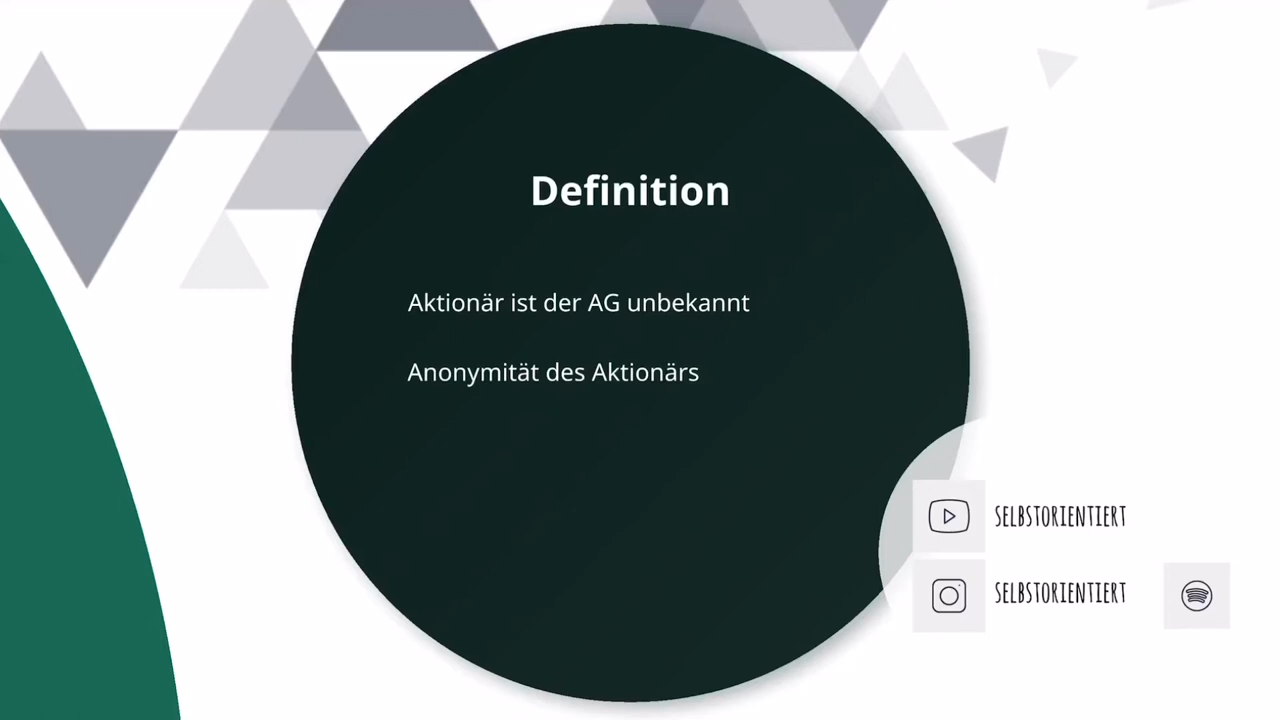 Definition
Aktionär ist der AG unbekannt
Anonymität des Aktionärs
SELBSTORIENTIERT
SELBSTORIENTIERT